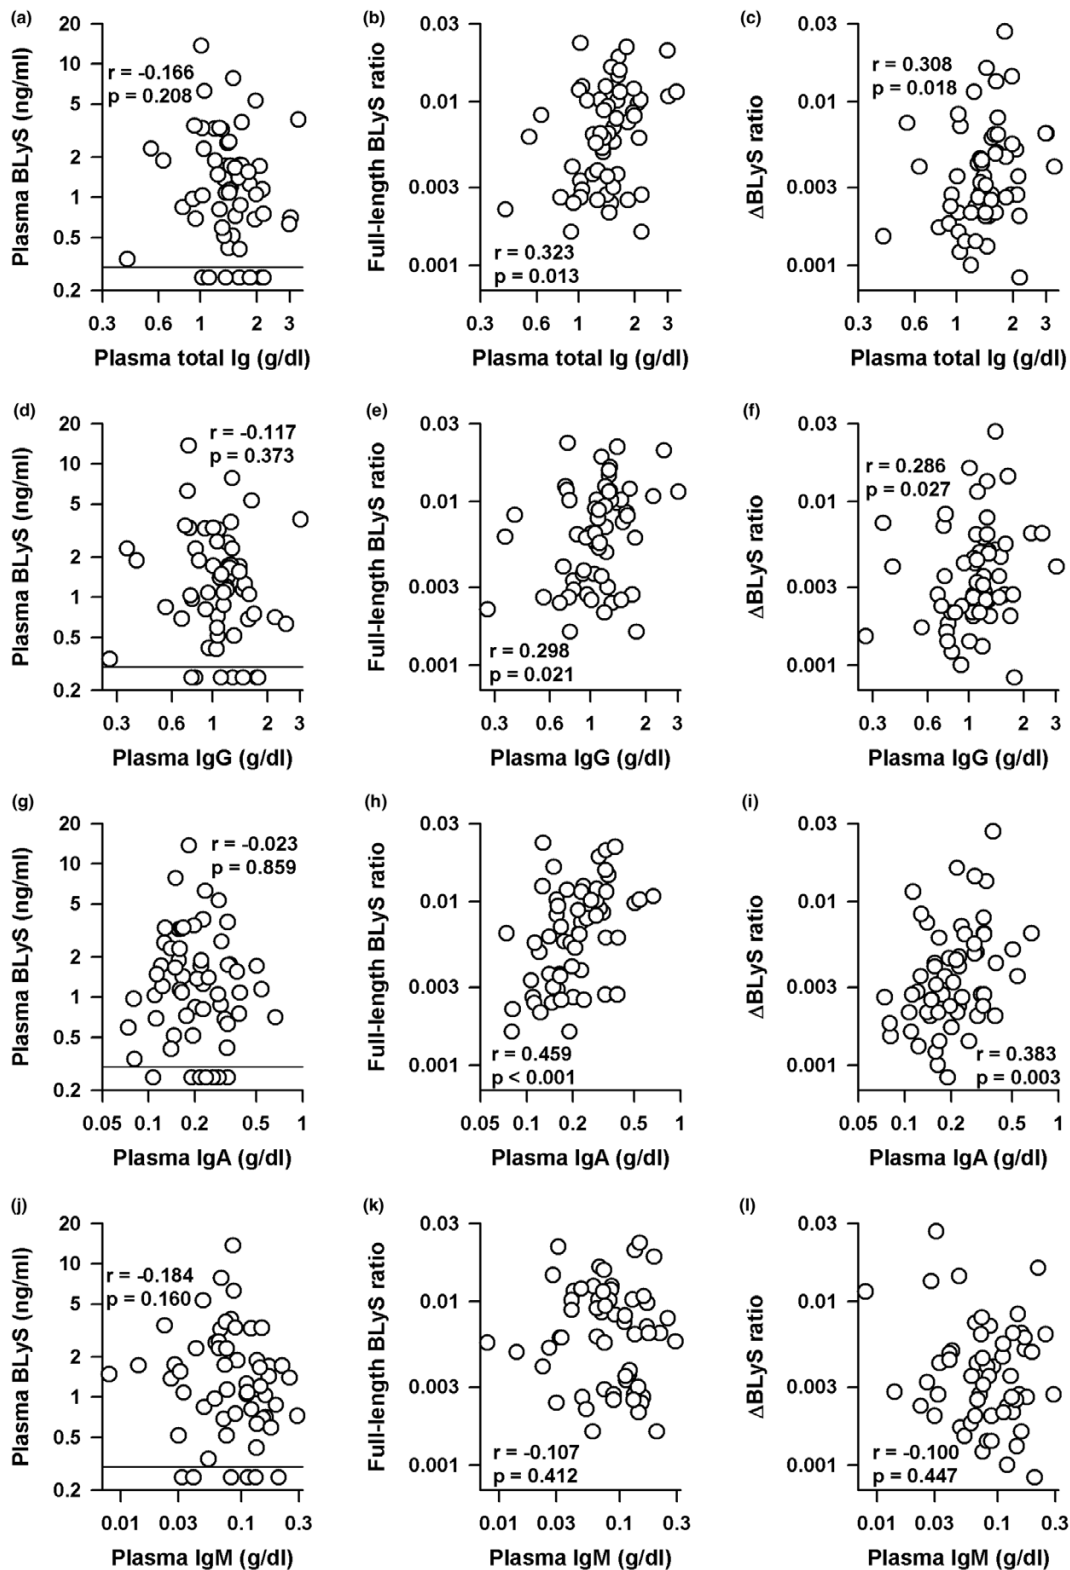 (a)
20
10
5
2
1
0.5
0.2
Plasma BLyS (ng/ml)
r = -0.166
p = 0.208
0.3 0.6 1 2 3
Plasma total Ig (g/dl)
(b)
0.03
0.01
0.003
0.001
Full-length BLyS ratio
r = 0.323
p = 0.013
0.3 0.6 1 2 3
Plasma total Ig (g/dl)
(c)
0.03
0.01
0.003
0.001
ΔBLyS ratio
r = 0.308
p = 0.018
0.3 0.6 1 2 3
Plasma total Ig (g/dl)
(d)
20
10
5
2
1
0.5
0.2
Plasma BLyS (ng/ml)
r = -0.117
p = 0.373
0.3 0.6 1 2 3
Plasma IgG (g/dl)
(e)
0.03
0.01
0.003
0.001
Full-length BLyS ratio
r = 0.298
p = 0.021
0.3 0.6 1 2 3
Plasma IgG (g/dl)
(f)
0.03
0.01
0.003
0.001
ΔBLyS ratio
r = 0.286
p = 0.027
0.3 0.6 1 2 3
Plasma IgG (g/dl)
(g)
20
10
5
2
1
0.5
0.2
Plasma BLyS (ng/ml)
r = -0.023
p = 0.859
0.05 0.1 0.2 0.5 1
Plasma IgA (g/dl)
(h)
0.03
0.01
0.003
0.001
Full-length BLyS ratio
r = 0.459
p < 0.001
0.05 0.1 0.2 0.5 1
Plasma IgA (g/dl)
(i)
0.03
0.01
0.003
0.001
ΔBLyS ratio
r = 0.383
p = 0.003
0.05 0.1 0.2 0.5 1
Plasma IgA (g/dl)
(j)
20
10
5
2
1
0.5
0.2
Plasma BLyS (ng/ml)
r = -0.184
p = 0.160
0.01 0.03 0.1 0.3
Plasma IgM (g/dl)
(k)
0.03
0.01
0.003
0.001
Full-length BLyS ratio
r = -0.107
p = 0.412
0.01 0.03 0.1 0.3
Plasma IgM (g/dl)
(l)
0.03
0.01
0.003
0.001
ΔBLyS ratio
r = -0.100
p = 0.447
0.01 0.03 0.1 0.3
Plasma IgM (g/dl)